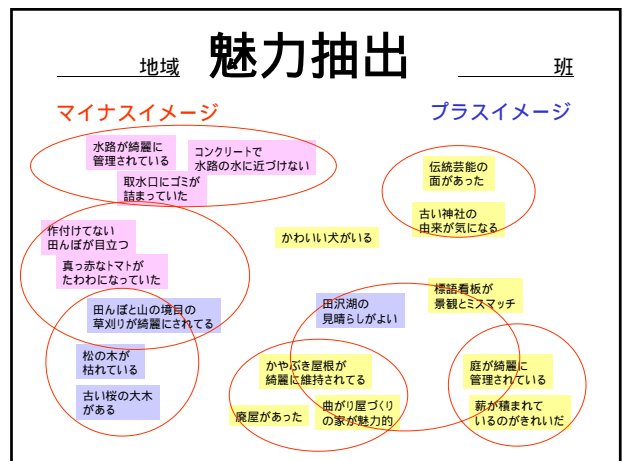 地域 魅力抽出 班
マイナスイメージ プラスイメージ
水路が綺麗に
管理されている
コンクリートで
水路の水に近づけない
取水口にゴミが
詰まっていた
伝統芸能の
面があった
古い神社の
由来が気になる
かわいい犬がいる
作付けてない
田んぼが目立つ
真っ赤なトマトが
たわわになっていた
田んぼと山の境目の
草刈りが綺麗にされてる
田沢湖の
見晴らしがよい
標語看板が
景観とミスマッチ
松の木が
枯れている
古い桜の大木
がある
かやぶき屋根が
綺麗に維持されてる
廃屋があった
曲がり屋づくり
の家が魅力的
庭が綺麗に
管理されている
薪が積まれて
いるのがきれいだ